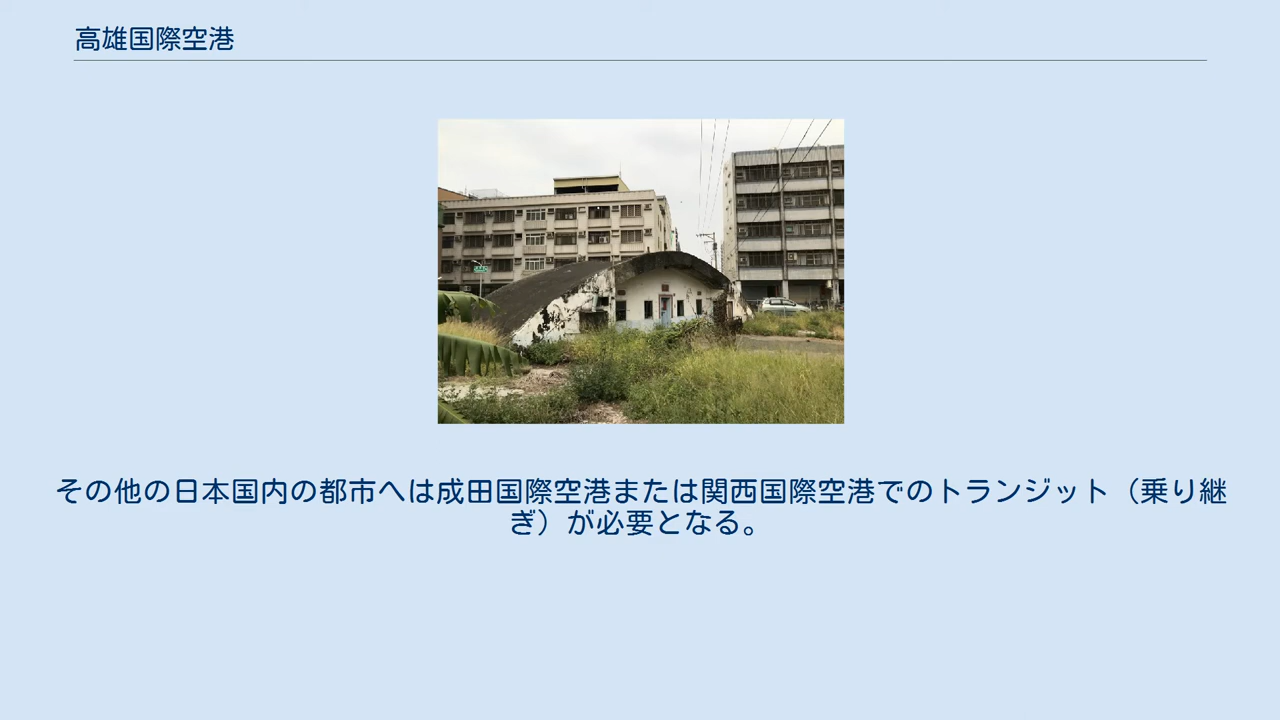 高雄国際空港
その他の日本国内の都市へは成田国際空港または関西国際空港でのトランジット（乗り継
ぎ）が必要となる。